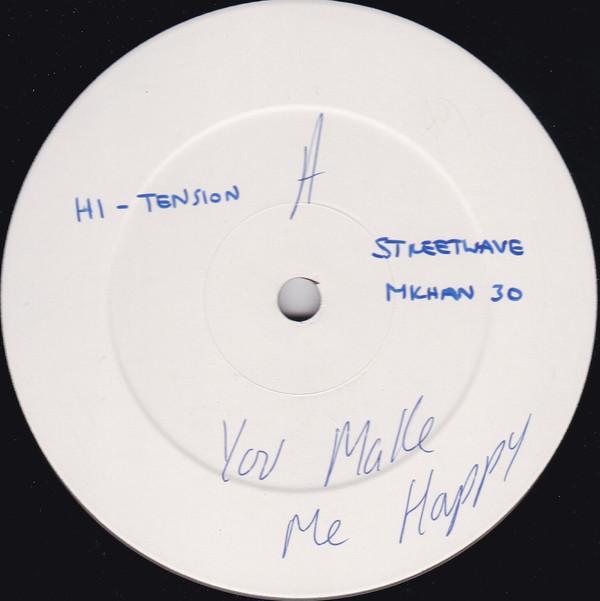 A
HI - TENSION
STREETWAVE
MKHAN 30
You Make
Me Happy